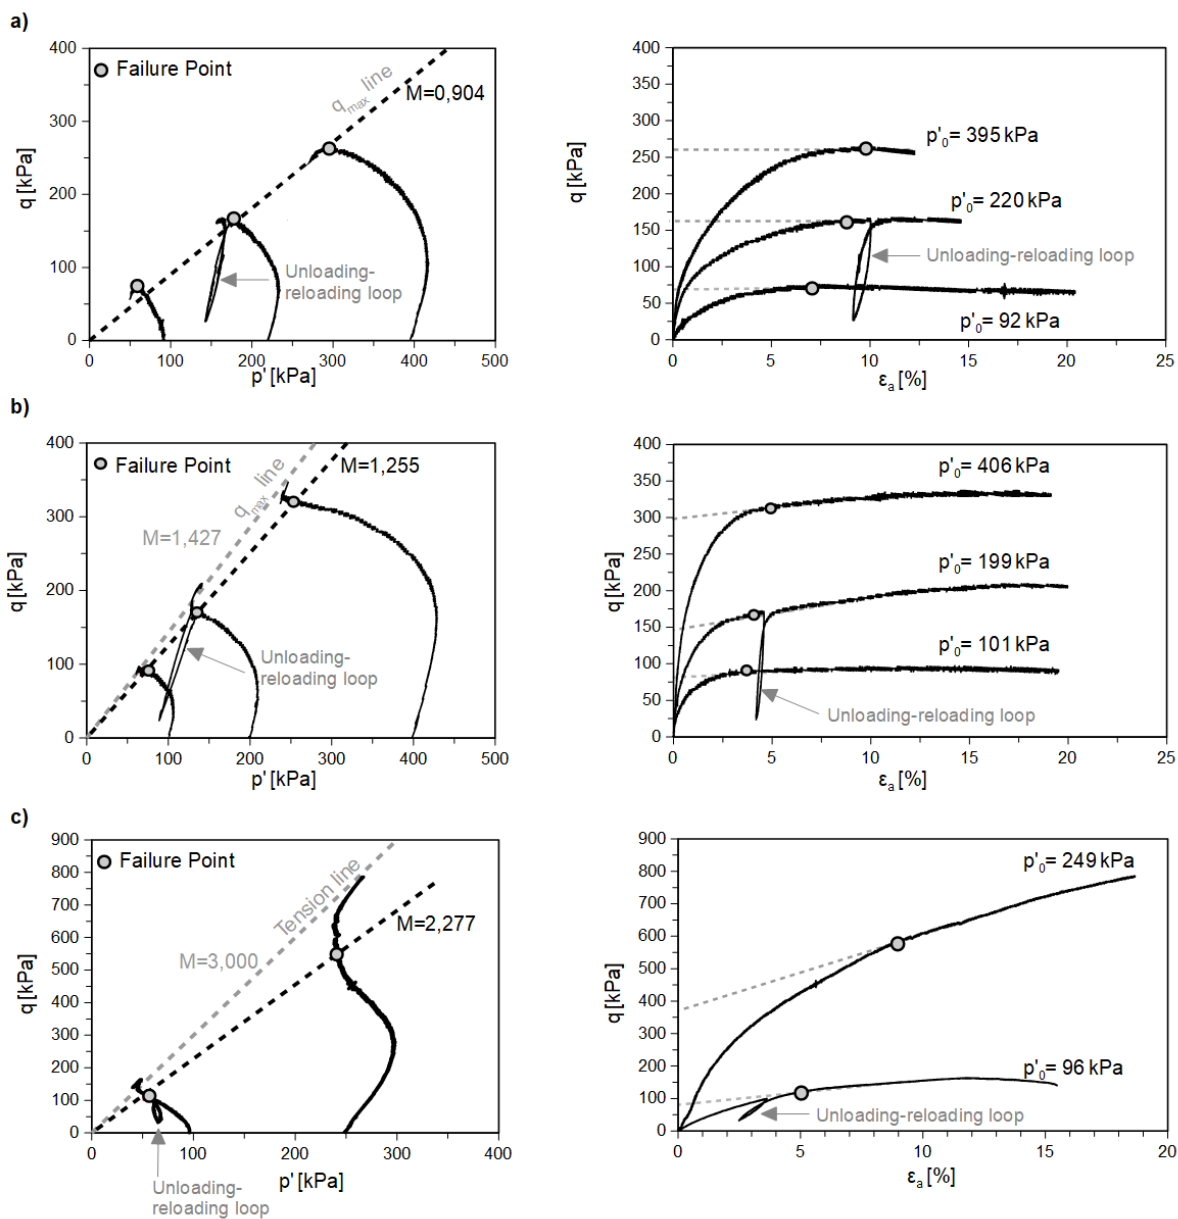 a)
400
300
200
100
0
q [kPa]
Failure Point
q_max line
M=0,904
Unloading-
reloading loop
0 100 200 300 400 500
p' [kPa]
400
350
300
250
200
150
100
50
0
q [kPa]
p'₀= 395 kPa
p'₀= 220 kPa
Unloading-reloading loop
p'₀= 92 kPa
0 5 10 15 20 25
εₐ [%]
b)
400
300
200
100
0
q [kPa]
Failure Point
q_max line
M=1,255
M=1,427
Unloading-
reloading loop
0 100 200 300 400 500
p' [kPa]
400
350
300
250
200
150
100
50
0
q [kPa]
p'₀= 406 kPa
p'₀= 199 kPa
p'₀= 101 kPa
Unloading-reloading loop
0 5 10 15 20 25
εₐ [%]
c)
900
800
700
600
500
400
300
200
100
0
q [kPa]
Failure Point
Tension line
M=2,277
M=3,000
0 100 200 300 400
p' [kPa]
Unloading-
reloading loop
900
800
700
600
500
400
300
200
100
0
q [kPa]
p'₀= 249 kPa
p'₀= 96 kPa
Unloading-reloading loop
0 5 10 15 20
εₐ [%]